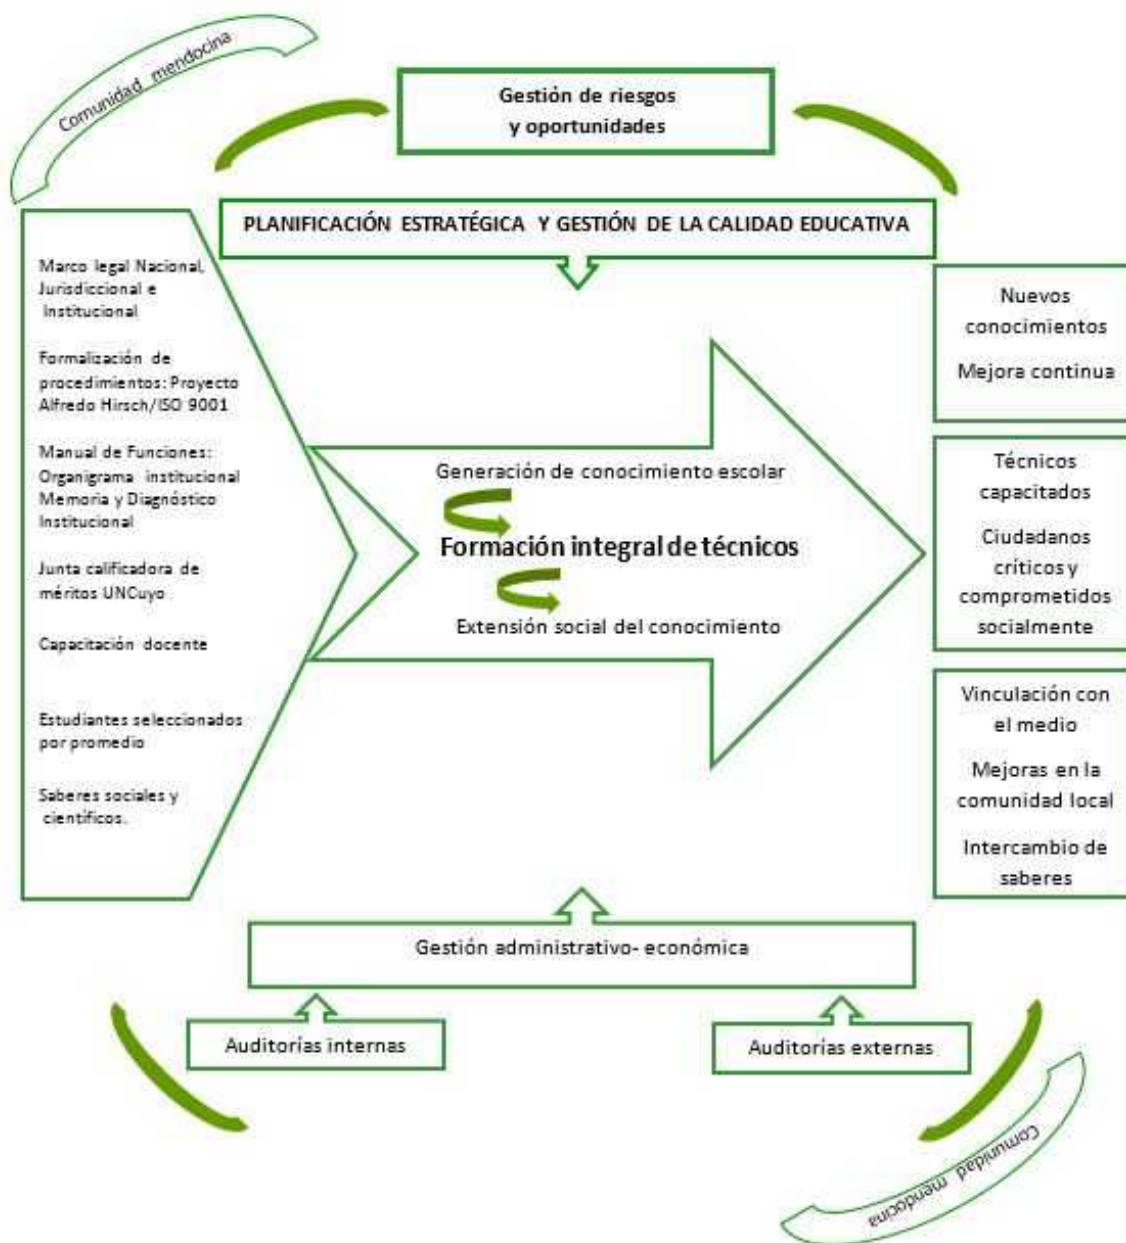 Comunidad mendocina
Gestión de riesgos
y oportunidades
PLANIFICACIÓN ESTRATÉGICA Y GESTIÓN DE LA CALIDAD EDUCATIVA
Marco legal Nacional,
Jurisdiccional e
Institucional
Formalización de
procedimientos: Proyecto
Alfredo Hirsch/ISO 9001
Manual de Funciones:
Organigrama institucional
Memoria y Diagnóstico
Institucional
Junta calificadora de
méritos UNCuyo
Capacitación docente
Estudiantes seleccionados
por promedio
Saberes sociales y
científicos.
Generación de conocimiento escolar
Formación integral de técnicos
Extensión social del conocimiento
Nuevos
conocimientos
Mejora continua
Técnicos
capacitados
Ciudadanos
críticos y
comprometidos
socialmente
Vinculación con
el medio
Mejoras en la
comunidad local
Intercambio de
saberes
Gestión administrativo- económica
Auditorías internas
Auditorías externas
Comunidad mendocina